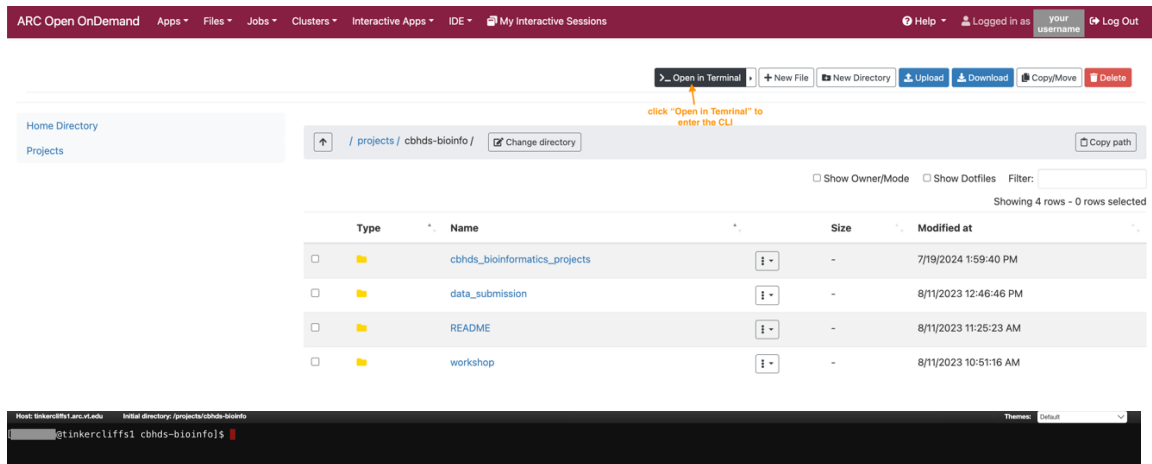 ARC Open OnDemand Apps Files Jobs Clusters Interactive Apps IDE My Interactive Sessions Help Logged in as your username Log Out
>_ Open in Terminal + New File New Directory Upload Download Copy/Move Delete
click “Open in Temrinal” to
enter the CLI
Home Directory
Projects
/ projects / cbhds-bioinfo / Change directory Copy path
Show Owner/Mode Show Dotfiles Filter:
Showing 4 rows - 0 rows selected
Type Name Size Modified at
cbhds_bioinformatics_projects - 7/19/2024 1:59:40 PM
data_submission - 8/11/2023 12:46:46 PM
README - 8/11/2023 11:25:23 AM
workshop - 8/11/2023 10:51:16 AM
Host: tinkercliffs1.arc.vt.edu Initial directory: /projects/cbhds-bioinfo Themes: Default
[ @tinkercliffs1 cbhds-bioinfo]$